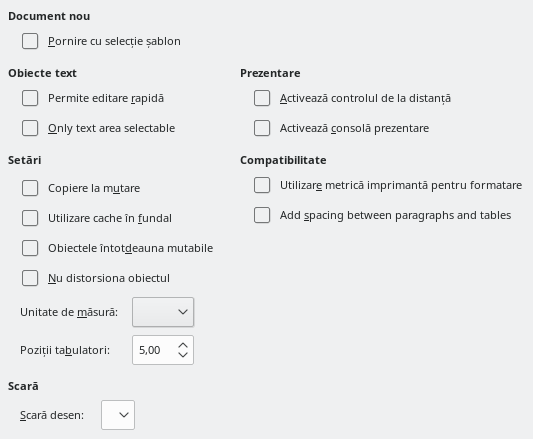 Document nou
Pornire cu selecție șablon
Obiecte text
Permite editare rapidă
Only text area selectable
Setări
Copiere la mutare
Utilizare cache în fundal
Obiectele întotdeauna mutabile
Nu distorsiona obiectul
Unitate de măsură:
Poziții tabulatori: 5,00
Scară
Scară desen:
Prezentare
Activează controlul de la distanță
Activează consolă prezentare
Compatibilitate
Utilizare metrică imprimantă pentru formatare
Add spacing between paragraphs and tables